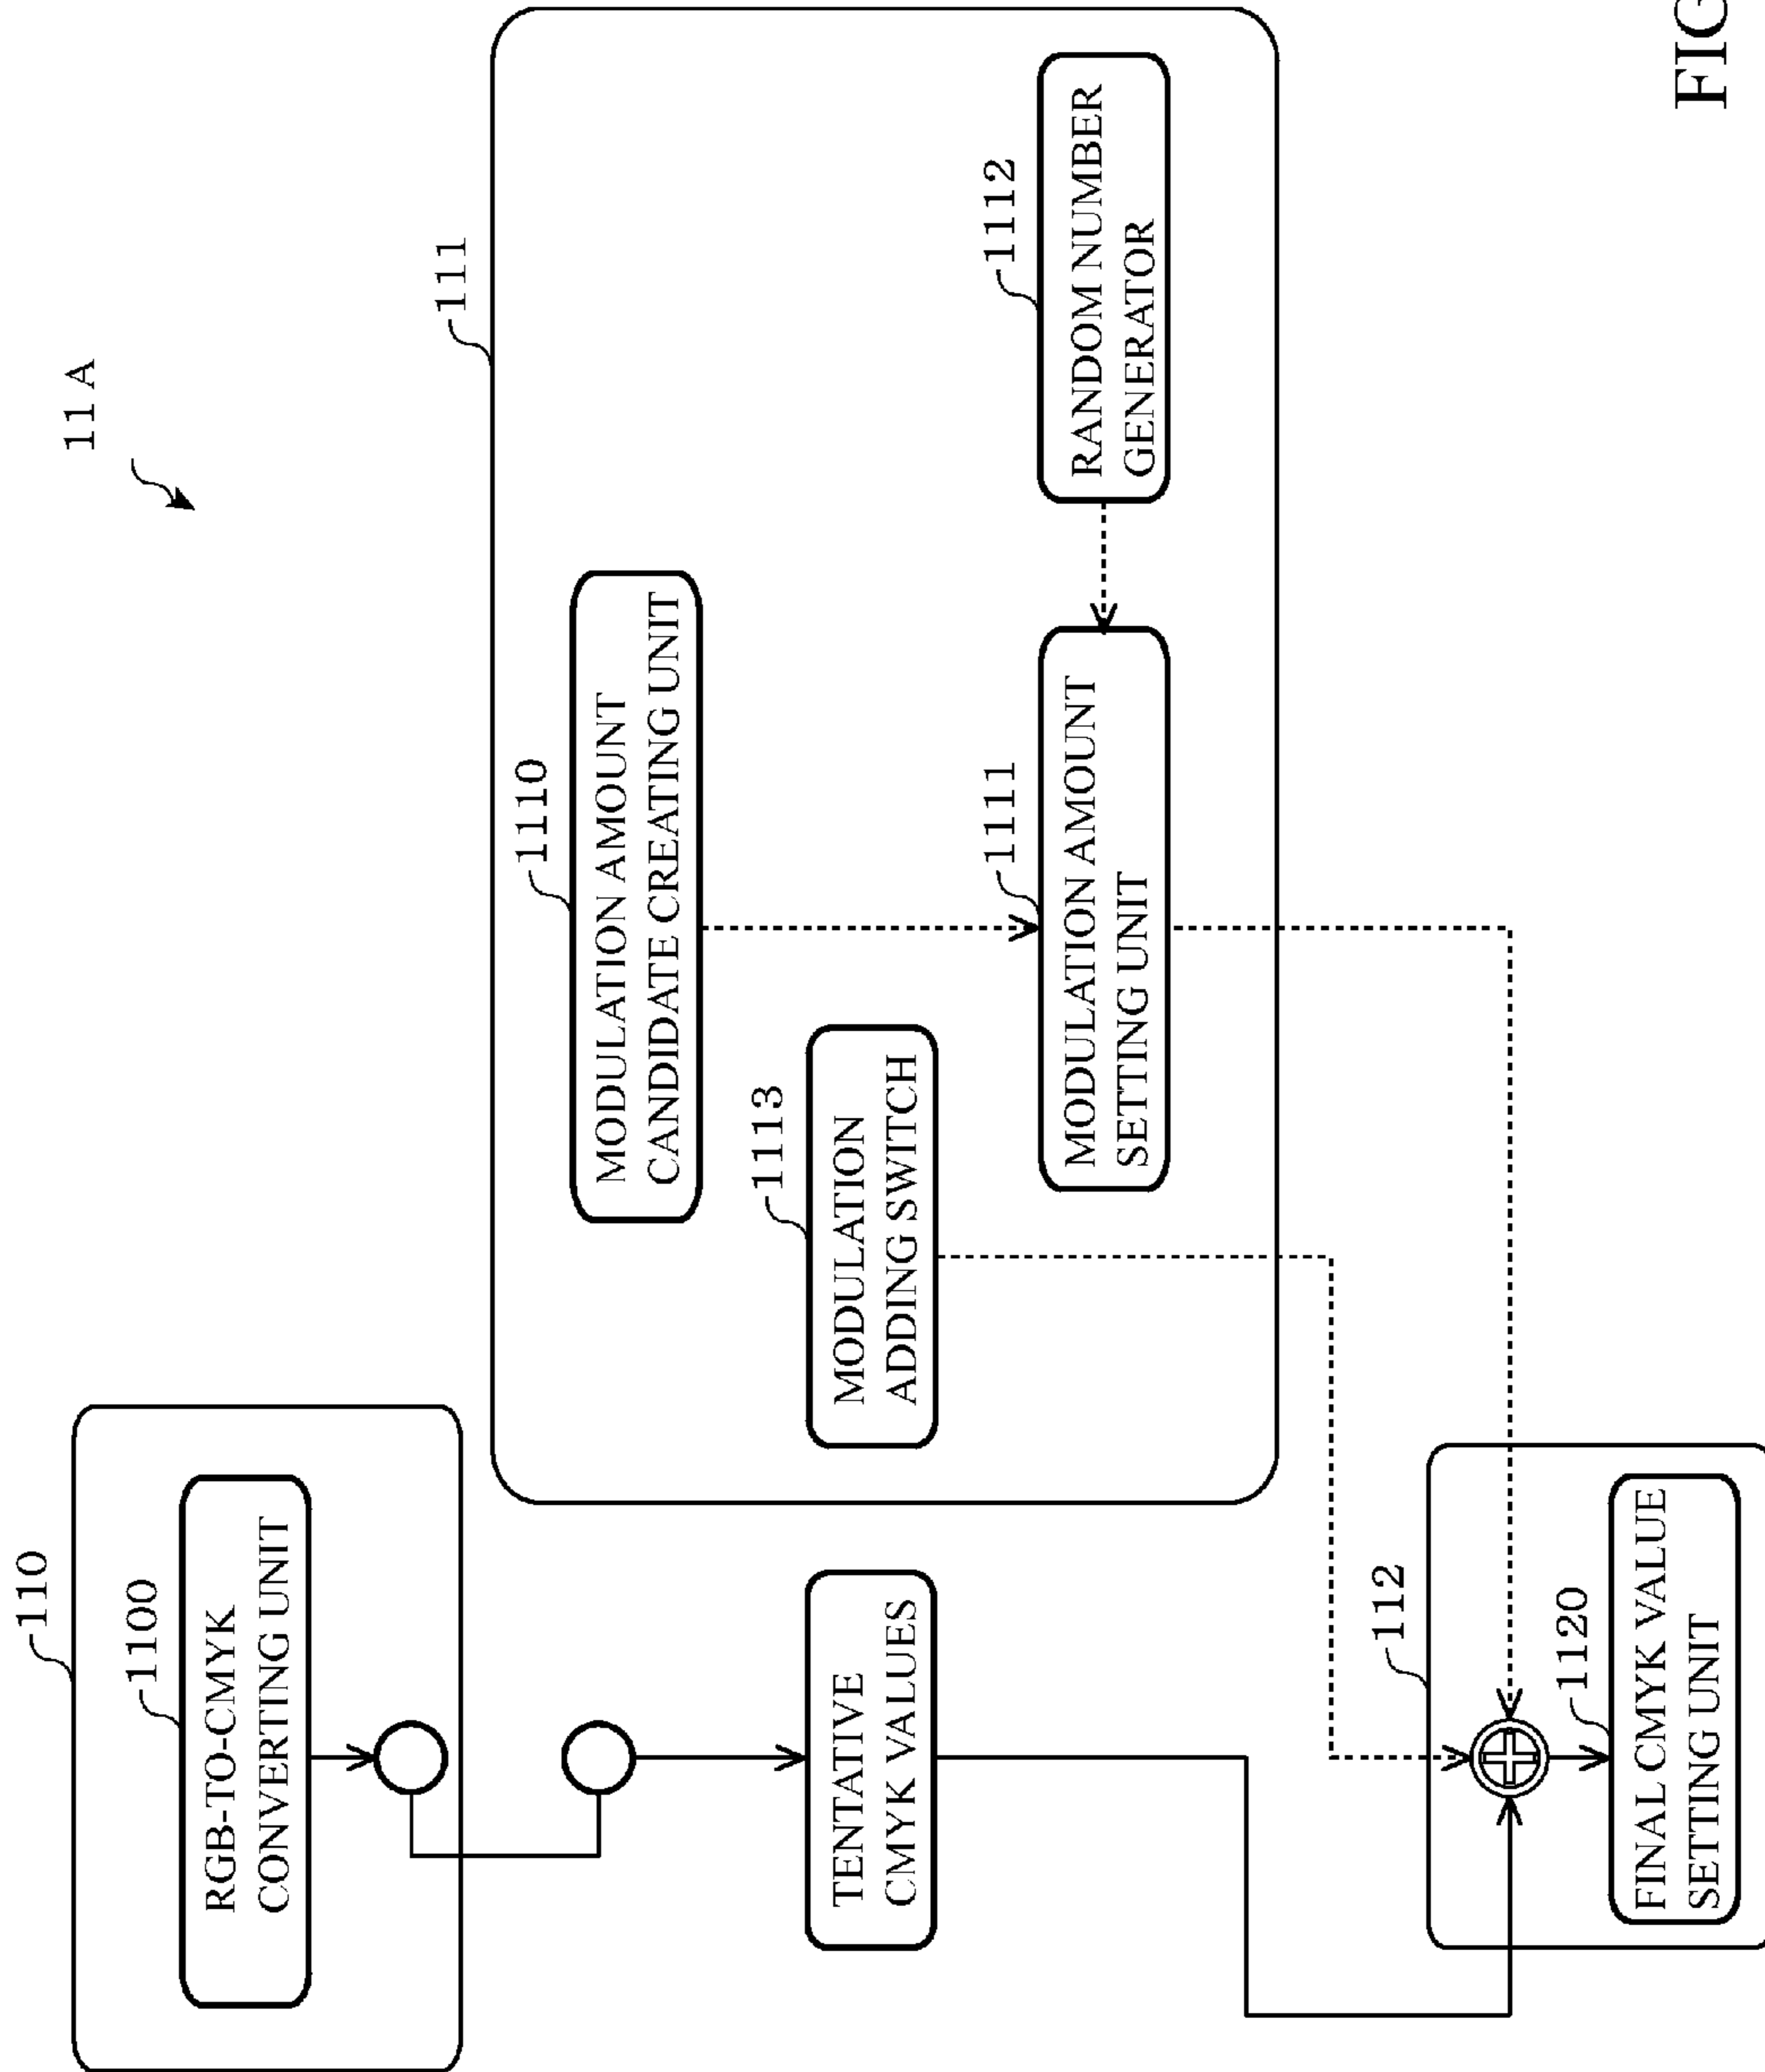 11A
110
1100
RGB-TO-CMYK
CONVERTING UNIT
111
1110
MODULATION AMOUNT
CANDIDATE CREATING UNIT
1113
MODULATION
ADDING SWITCH
TENTATIVE
CMYK VALUES
1111
MODULATION AMOUNT
SETTING UNIT
1112
RANDOM NUMBER
GENERATOR
112
1120
FINAL CMYK VALUE
SETTING UNIT
FIG